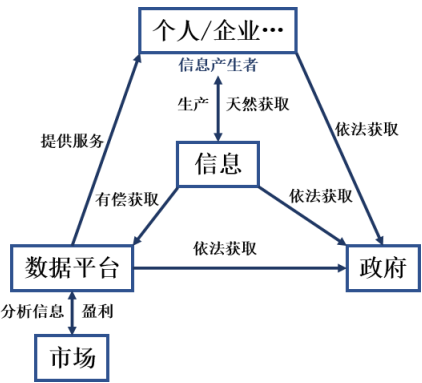 个人/企业…
信息产生者
生产 天然获取
提供服务
依法获取
信息
有偿获取
依法获取
依法获取
数据平台
政府
分析信息 盈利
市场